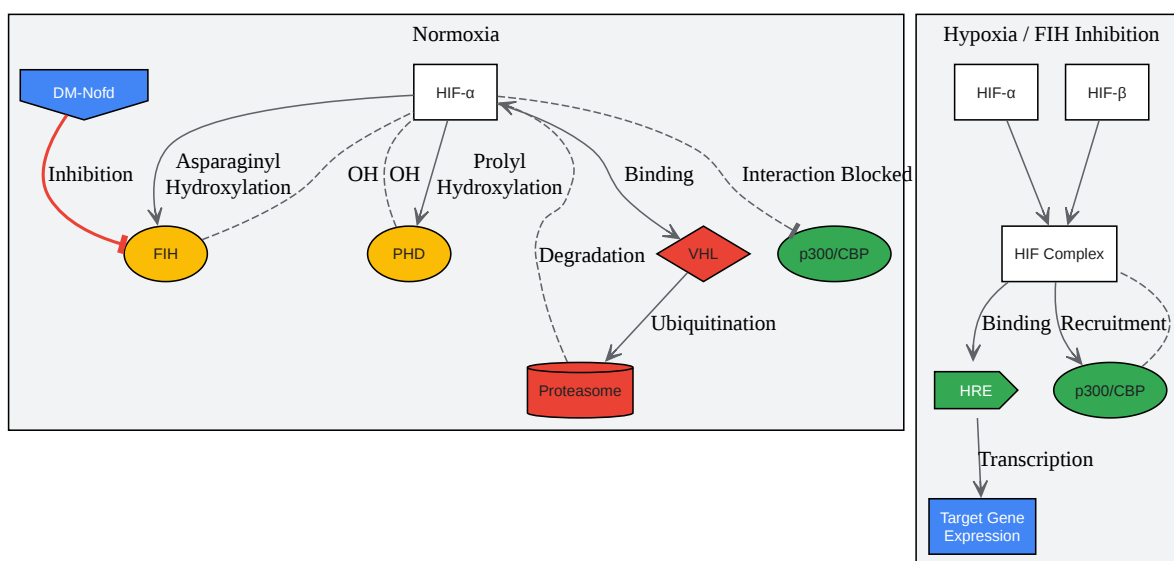 Normoxia
DM-Nofd
HIF-α
Inhibition
Asparaginyl
Hydroxylation
OH
OH
Prolyl
Hydroxylation
Binding
Interaction Blocked
FIH
PHD
Degradation
VHL
p300/CBP
Ubiquitination
Proteasome
Hypoxia / FIH Inhibition
HIF-α
HIF-β
HIF Complex
Binding
Recruitment
HRE
p300/CBP
Transcription
Target Gene
Expression